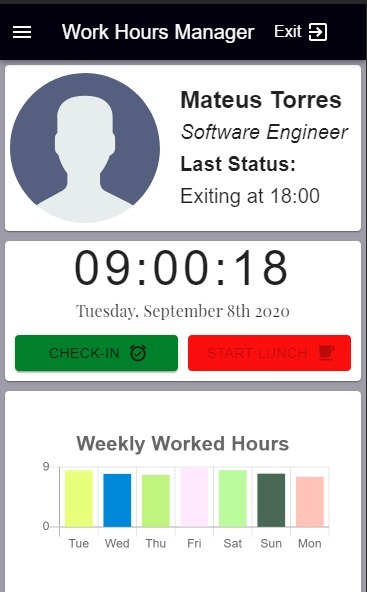 Work Hours Manager Exit
Mateus Torres
Software Engineer
Last Status:
Exiting at 18:00
09:00:18
Tuesday, September 8th 2020
CHECK-IN
START LUNCH
Weekly Worked Hours
9
0
Tue Wed Thu Fri Sat Sun Mon